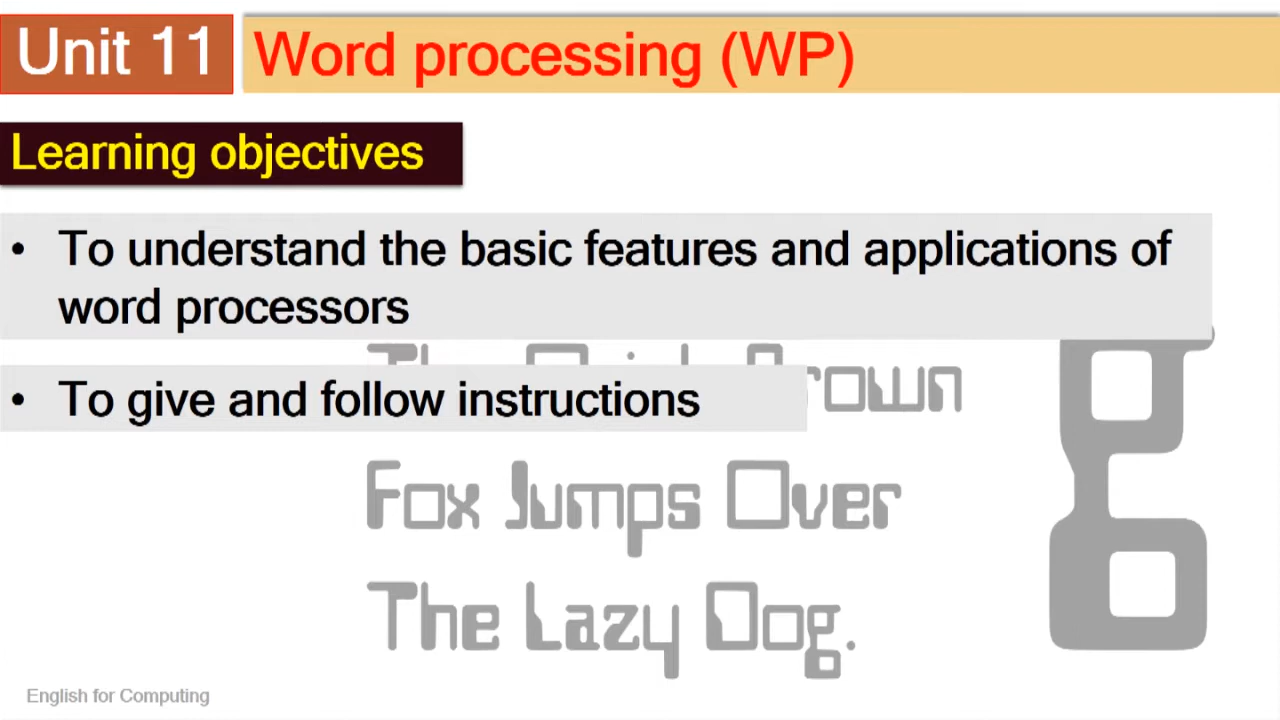 Unit 11
Word processing (WP)
Learning objectives
• To understand the basic features and applications of
word processors
• To give and follow instructions
Brown
Fox Jumps Over
The Lazy Dog.
g
English for Computing